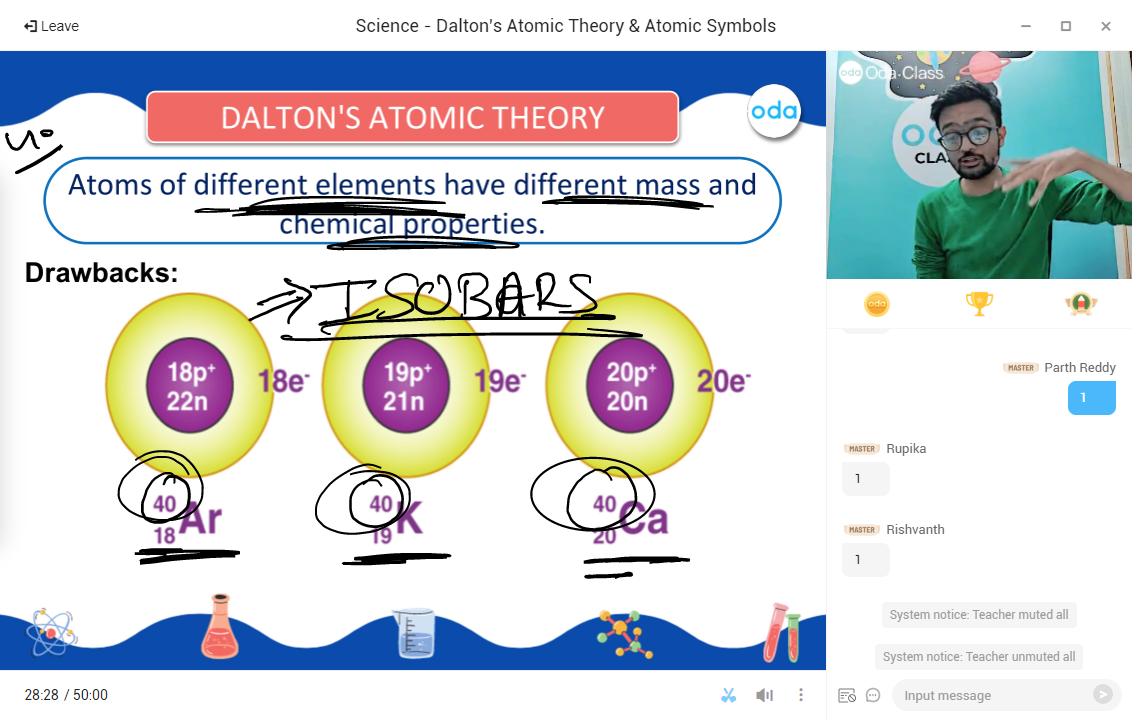 Leave
Science - Dalton's Atomic Theory & Atomic Symbols
DALTON'S ATOMIC THEORY
oda
Atoms of different elements have different mass and
chemical properties.
Drawbacks:
⇒ ISOBARS
18p⁺
22n
18e⁻
19p⁺
21n
19e⁻
20p⁺
20n
20e⁻
40
18
Ar
40
19
K
40
20
Ca
28:28 / 50:00
oda Oda Class
CLA
oda
MASTER Parth Reddy
1
MASTER Rupika
1
MASTER Rishvanth
1
System notice: Teacher muted all
System notice: Teacher unmuted all
Input message